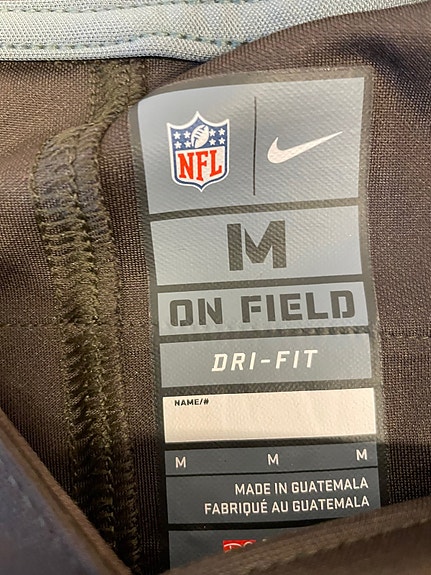 NFL
M
ON FIELD
DRI-FIT
NAME/#
M M M
MADE IN GUATEMALA
FABRIQUÉ AU GUATEMALA